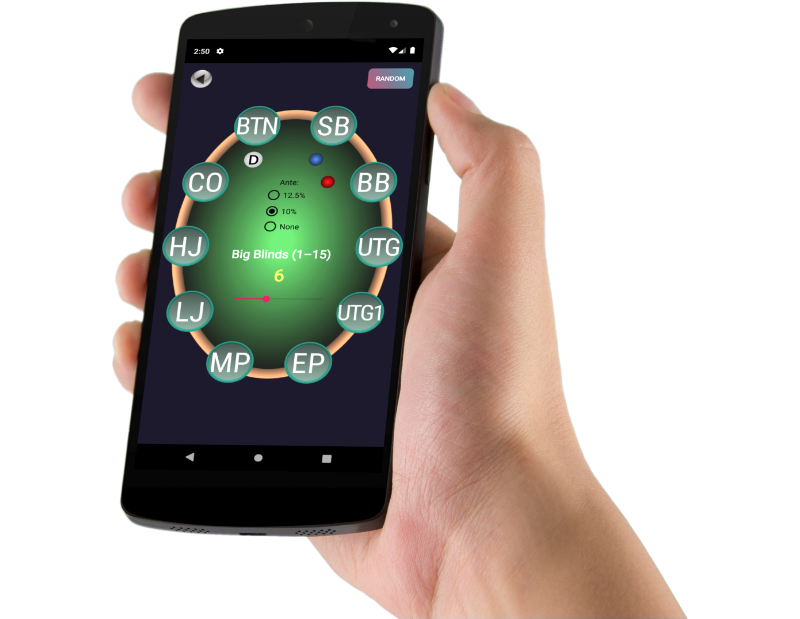 2:50
RANDOM
BTN
SB
D
CO
BB
Ante:
12.5%
10%
None
HJ
UTG
Big Blinds (1-15)
6
LJ
UTG1
MP
EP